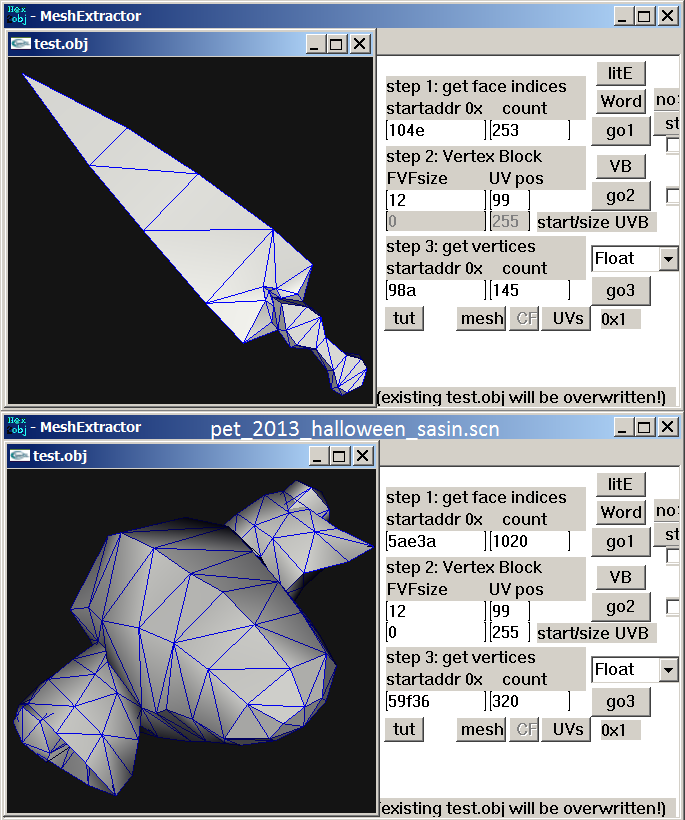 Hex
obj - MeshExtractor
test.obj
litE
step 1: get face indices
startaddr 0x count
Word
no:
104e 253
go1
st
step 2: Vertex Block
VB
FVFsize UV pos
12 99
go2
0 255 start/size UVB
step 3: get vertices
startaddr 0x count
Float
98a 145
go3
tut mesh CF UVs 0x1
(existing test.obj will be overwritten!)
Hex
obj - MeshExtractor pet_2013_halloween_sasin.scn
test.obj
litE
step 1: get face indices
startaddr 0x count
Word
no:
5ae3a 1020
go1
st
step 2: Vertex Block
VB
FVFsize UV pos
12 99
go2
0 255 start/size UVB
step 3: get vertices
startaddr 0x count
Float
59f36 320
go3
tut mesh CF UVs 0x1
(existing test.obj will be overwritten!)